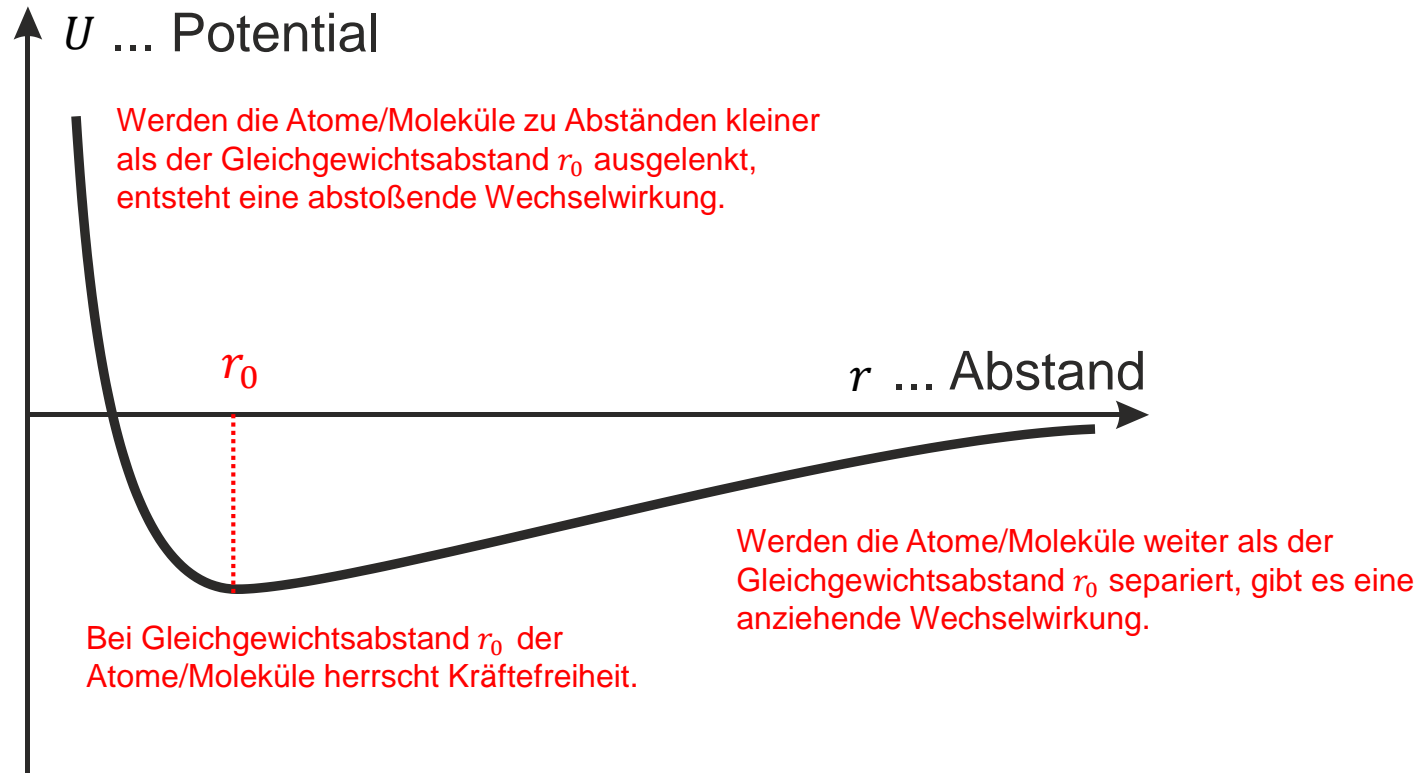 U ... Potential
Werden die Atome/Moleküle zu Abständen kleiner
als der Gleichgewichtsabstand r₀ ausgelenkt,
entsteht eine abstoßende Wechselwirkung.
r₀
r ... Abstand
Werden die Atome/Moleküle weiter als der
Gleichgewichtsabstand r₀ separiert, gibt es eine
anziehende Wechselwirkung.
Bei Gleichgewichtsabstand r₀ der
Atome/Moleküle herrscht Kräftefreiheit.